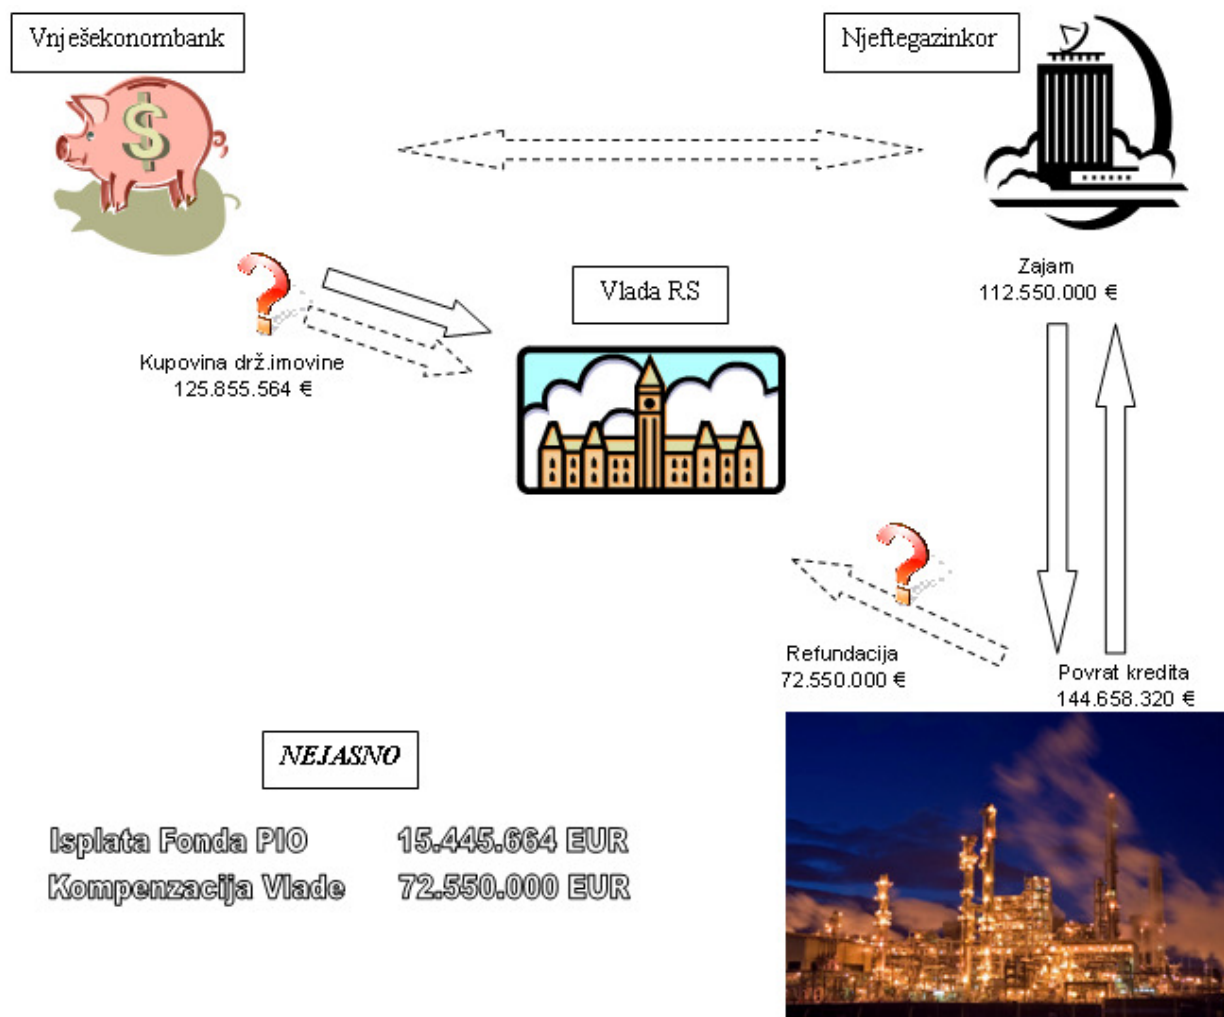 Vnješekonombank
Njeftegazinkor
$
Zajam
112.550.000 €
Vlada RS
Kupovina drž.imovine
125.855.564 €
Refundacija
72.550.000 €
Povrat kredita
144.658.320 €
NEJASNO
Isplata Fonda PIO 15.445.664 EUR
Kompenzacija Vlade 72.550.000 EUR